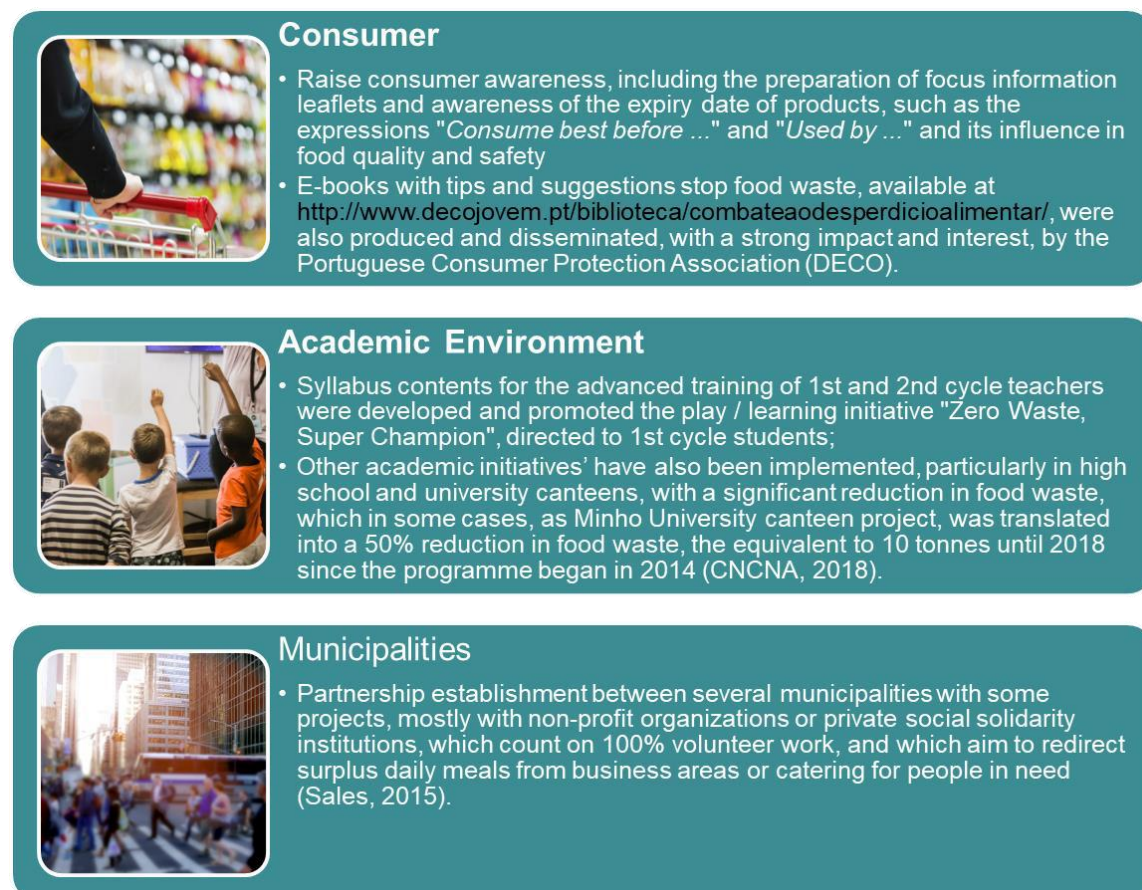 Consumer
• Raise consumer awareness, including the preparation of focus information
leaflets and awareness of the expiry date of products, such as the
expressions "Consume best before ..." and "Used by ..." and its influence in
food quality and safety
• E-books with tips and suggestions stop food waste, available at
http://www.decojovem.pt/biblioteca/combateaodesperdicioalimentar/, were
also produced and disseminated, with a strong impact and interest, by the
Portuguese Consumer Protection Association (DECO).
Academic Environment
• Syllabus contents for the advanced training of 1st and 2nd cycle teachers
were developed and promoted the play / learning initiative "Zero Waste,
Super Champion", directed to 1st cycle students;
• Other academic initiatives' have also been implemented, particularly in high
school and university canteens, with a significant reduction in food waste,
which in some cases, as Minho University canteen project, was translated
into a 50% reduction in food waste, the equivalent to 10 tonnes until 2018
since the programme began in 2014 (CNCNA, 2018).
Municipalities
• Partnership establishment between several municipalities with some
projects, mostly with non-profit organizations or private social solidarity
institutions, which count on 100% volunteer work, and which aim to redirect
surplus daily meals from business areas or catering for people in need
(Sales, 2015).